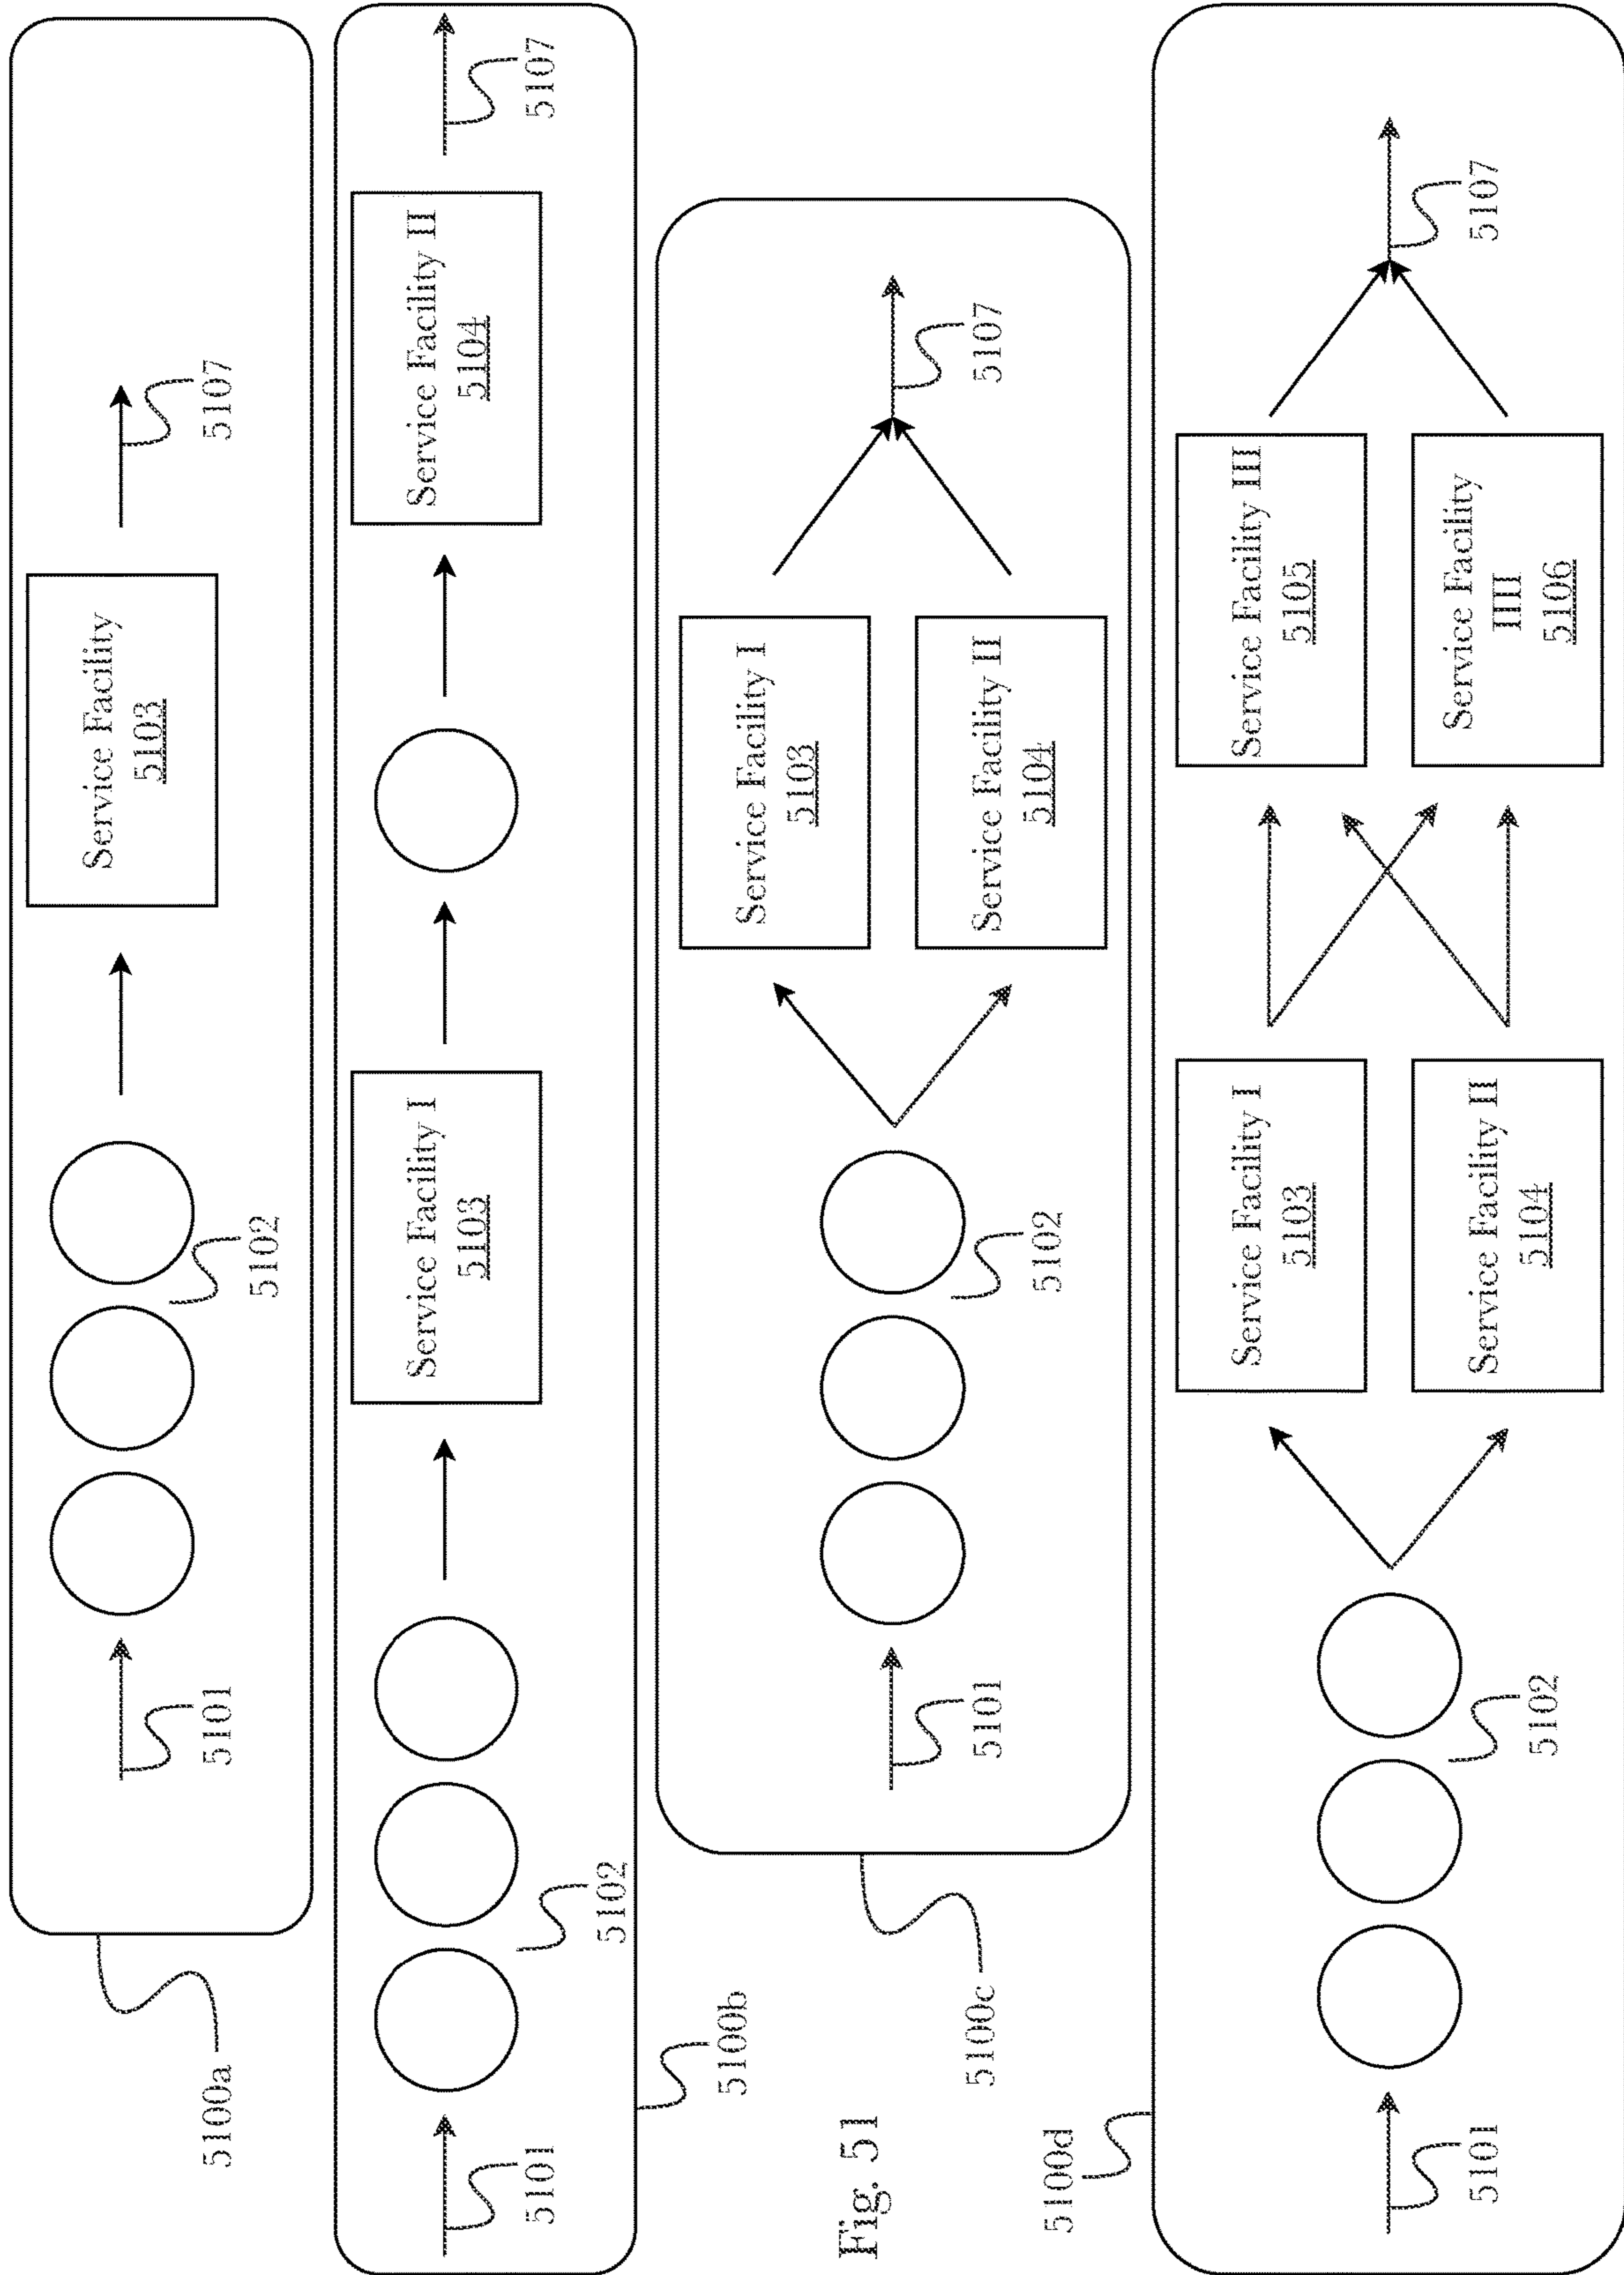 5100a
5101
5102
Service Facility
5103
5107
5101
5102
Service Facility I
5103
Service Facility II
5104
5107
5100b
5100c
5101
5102
Service Facility I
5103
Service Facility II
5104
5107
Fig. 51
5100d
5101
5102
Service Facility I
5103
Service Facility II
5104
Service Facility III
5105
Service Facility
IIII
5106
5107